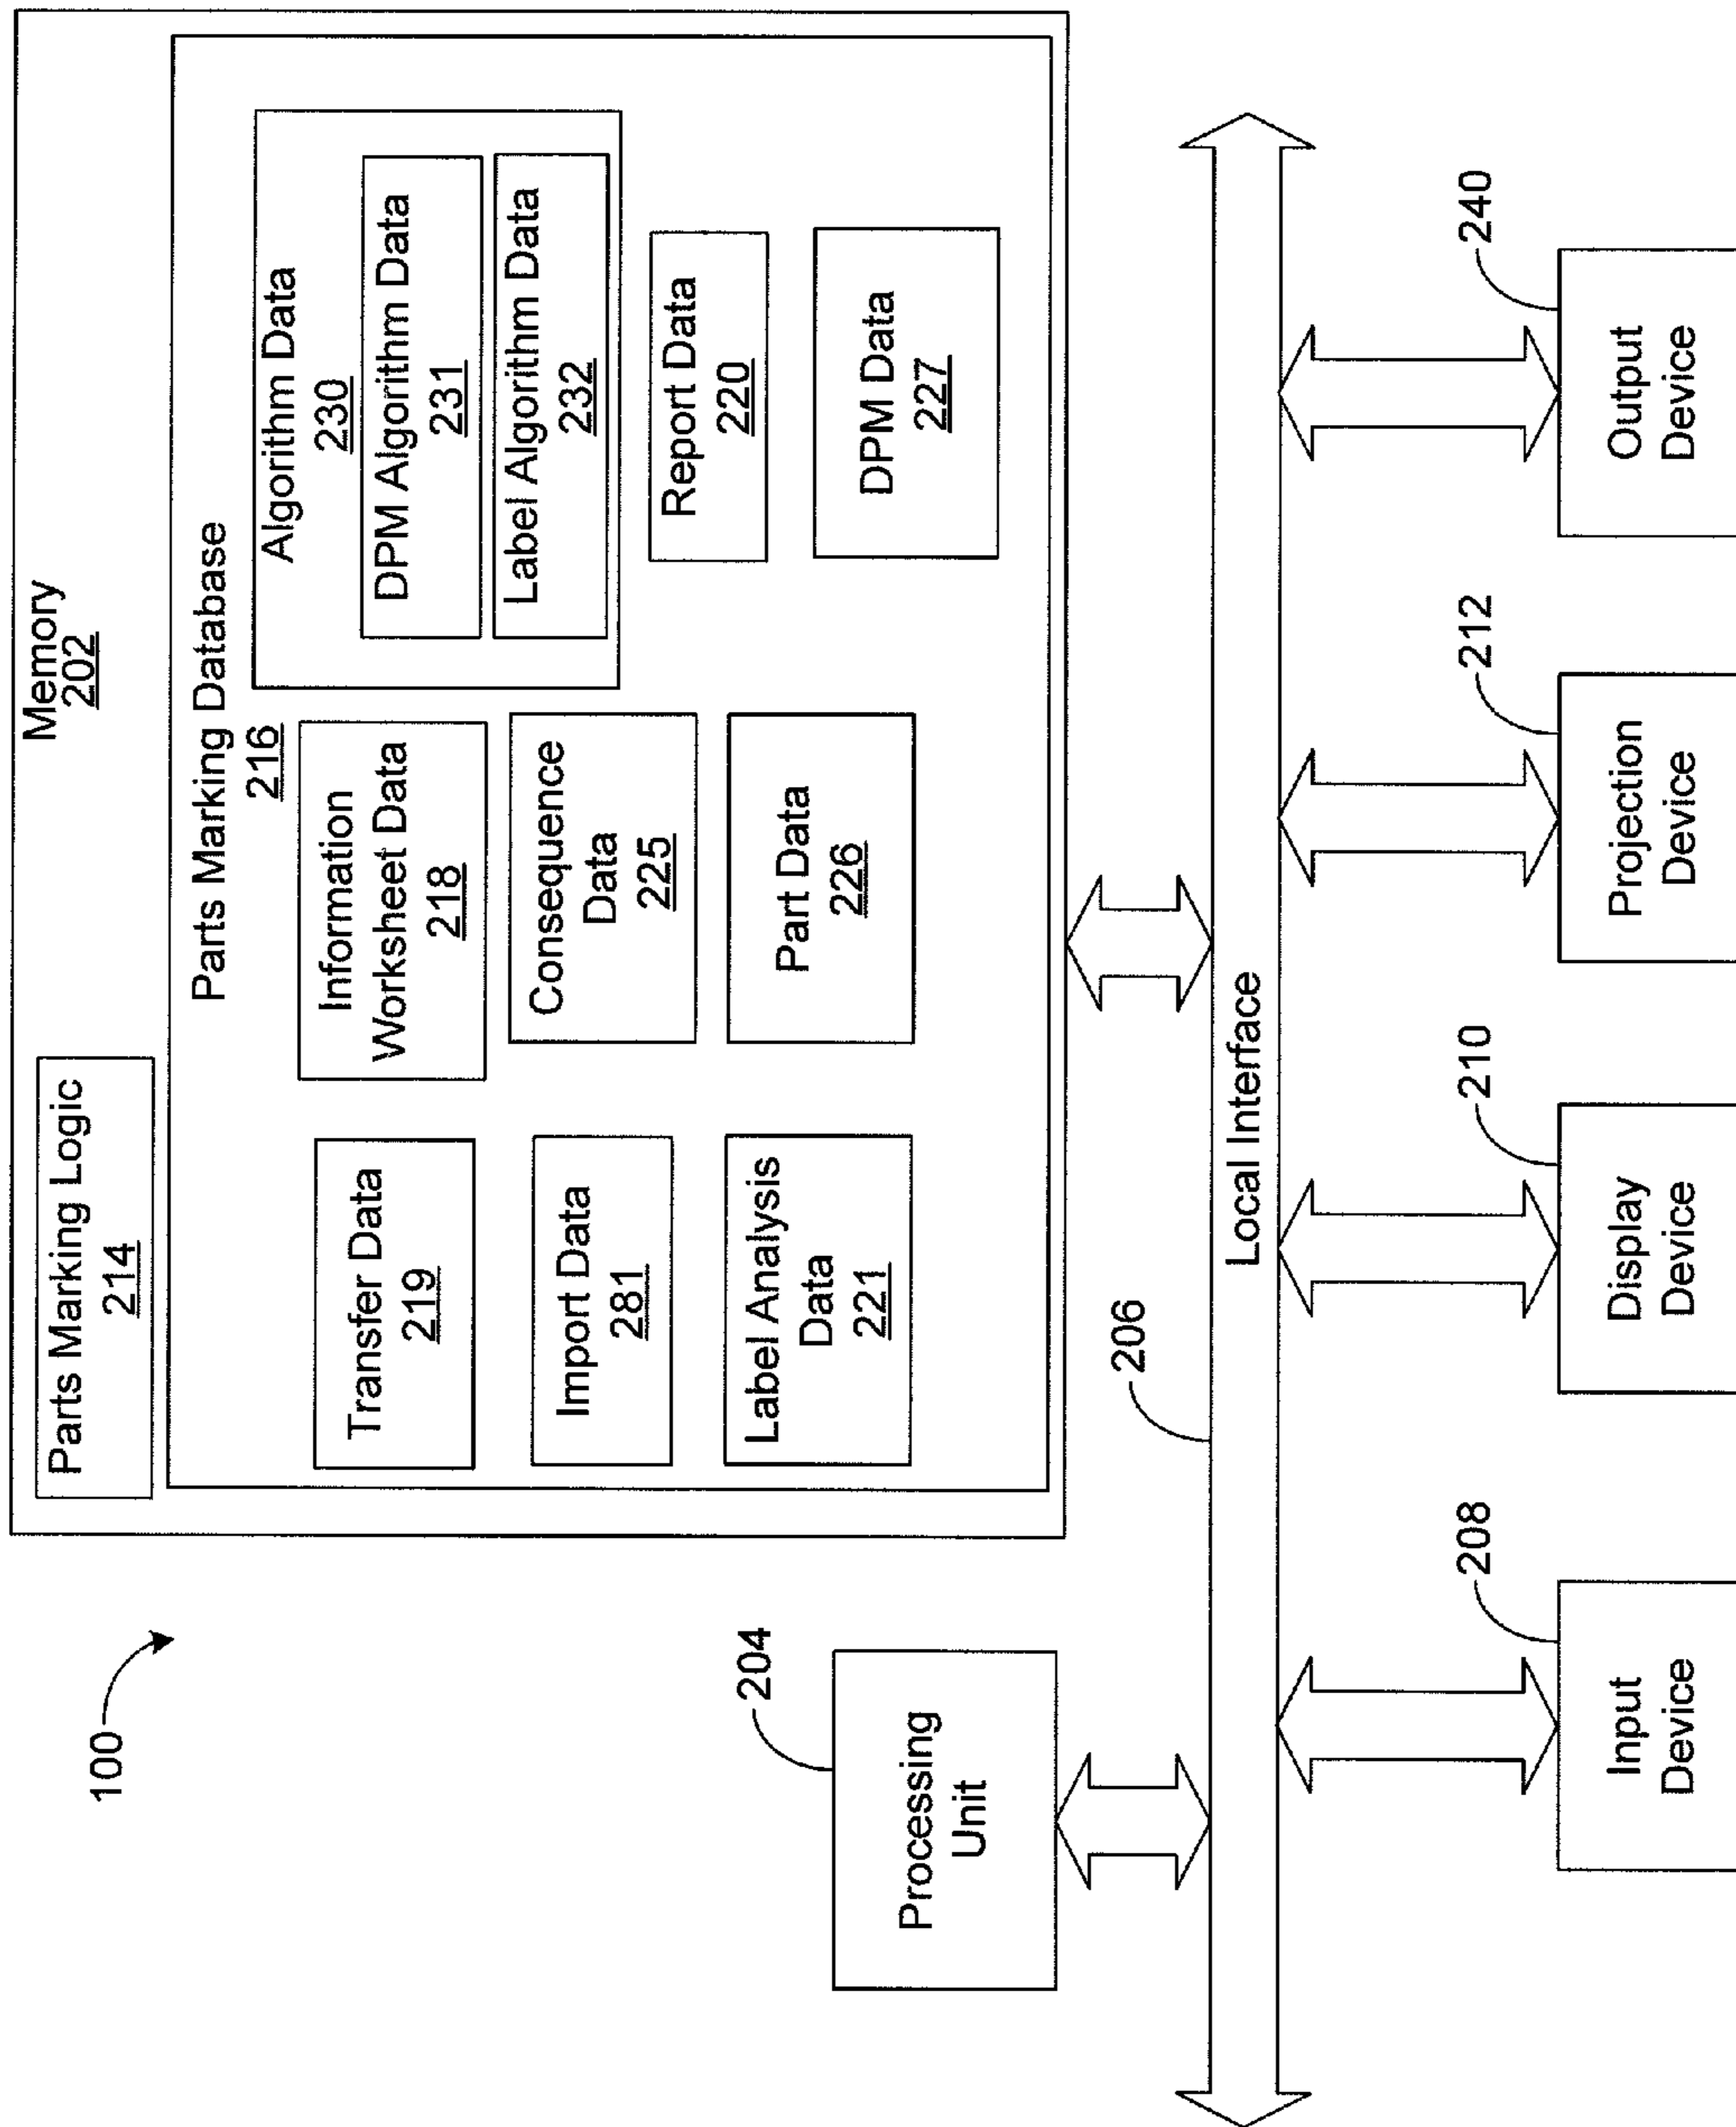 100
Memory
202
Parts Marking Logic
214
Parts Marking Database
216
Transfer Data
219
Information
Worksheet Data
218
Algorithm Data
230
DPM Algorithm Data
231
Label Algorithm Data
232
Import Data
281
Consequence
Data
225
Report Data
220
Label Analysis
Data
221
Part Data
226
DPM Data
227
Processing
Unit
204
206
Local Interface
208
Input
Device
210
Display
Device
212
Projection
Device
240
Output
Device